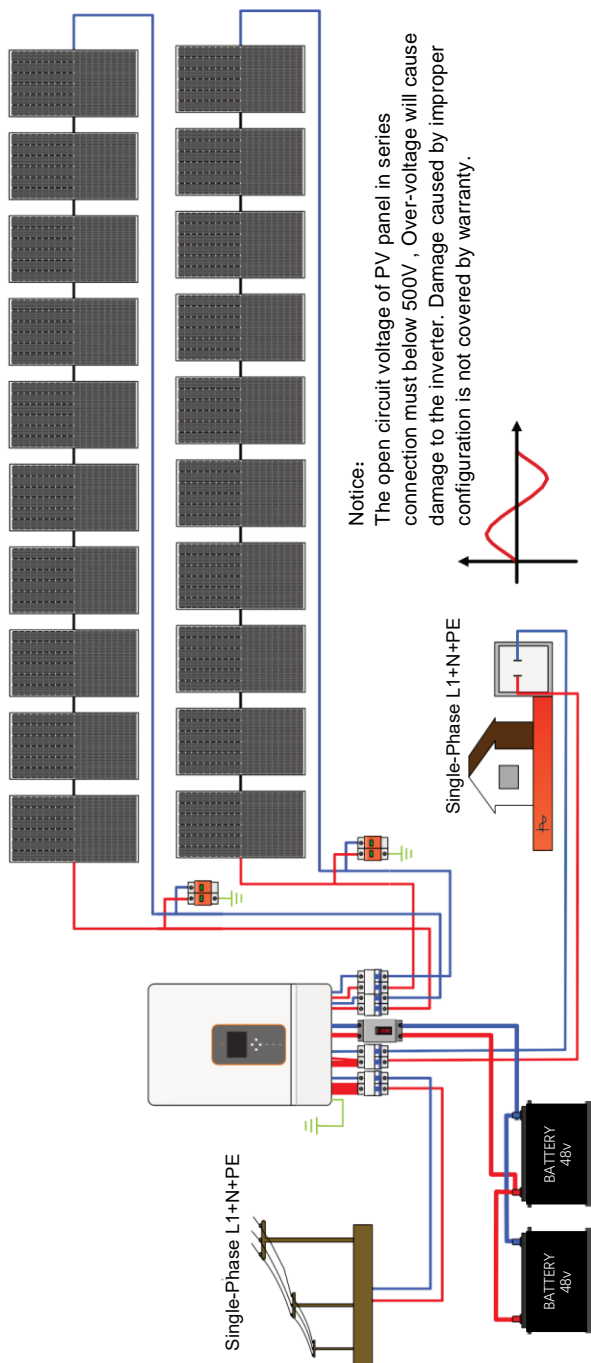 Notice:
The open circuit voltage of PV panel in series
connection must below 500V , Over-voltage will cause
damage to the inverter. Damage caused by improper
configuration is not covered by warranty.
Single-Phase L1+N+PE
Single-Phase L1+N+PE
BATTERY
48v
BATTERY
48v